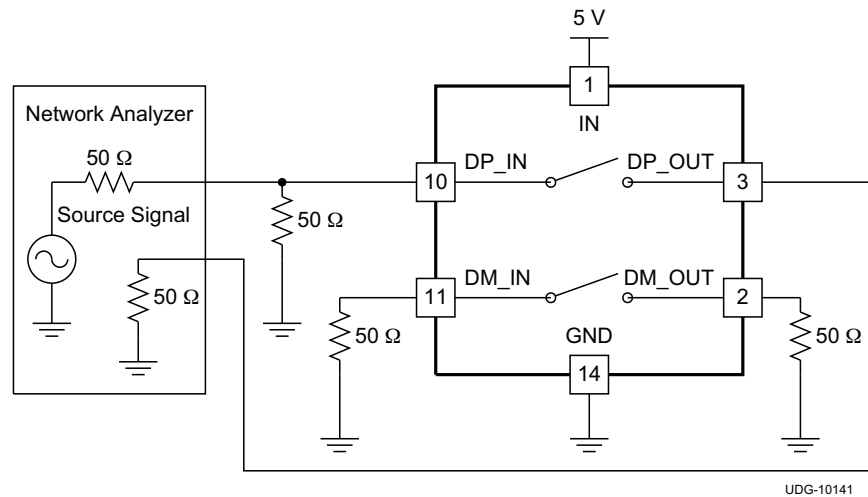 5 V
1
IN
Network Analyzer
50 Ω
Source Signal
50 Ω
50 Ω
10
DP_IN
DP_OUT
3
11
DM_IN
DM_OUT
2
50 Ω
50 Ω
GND
14
UDG-10141